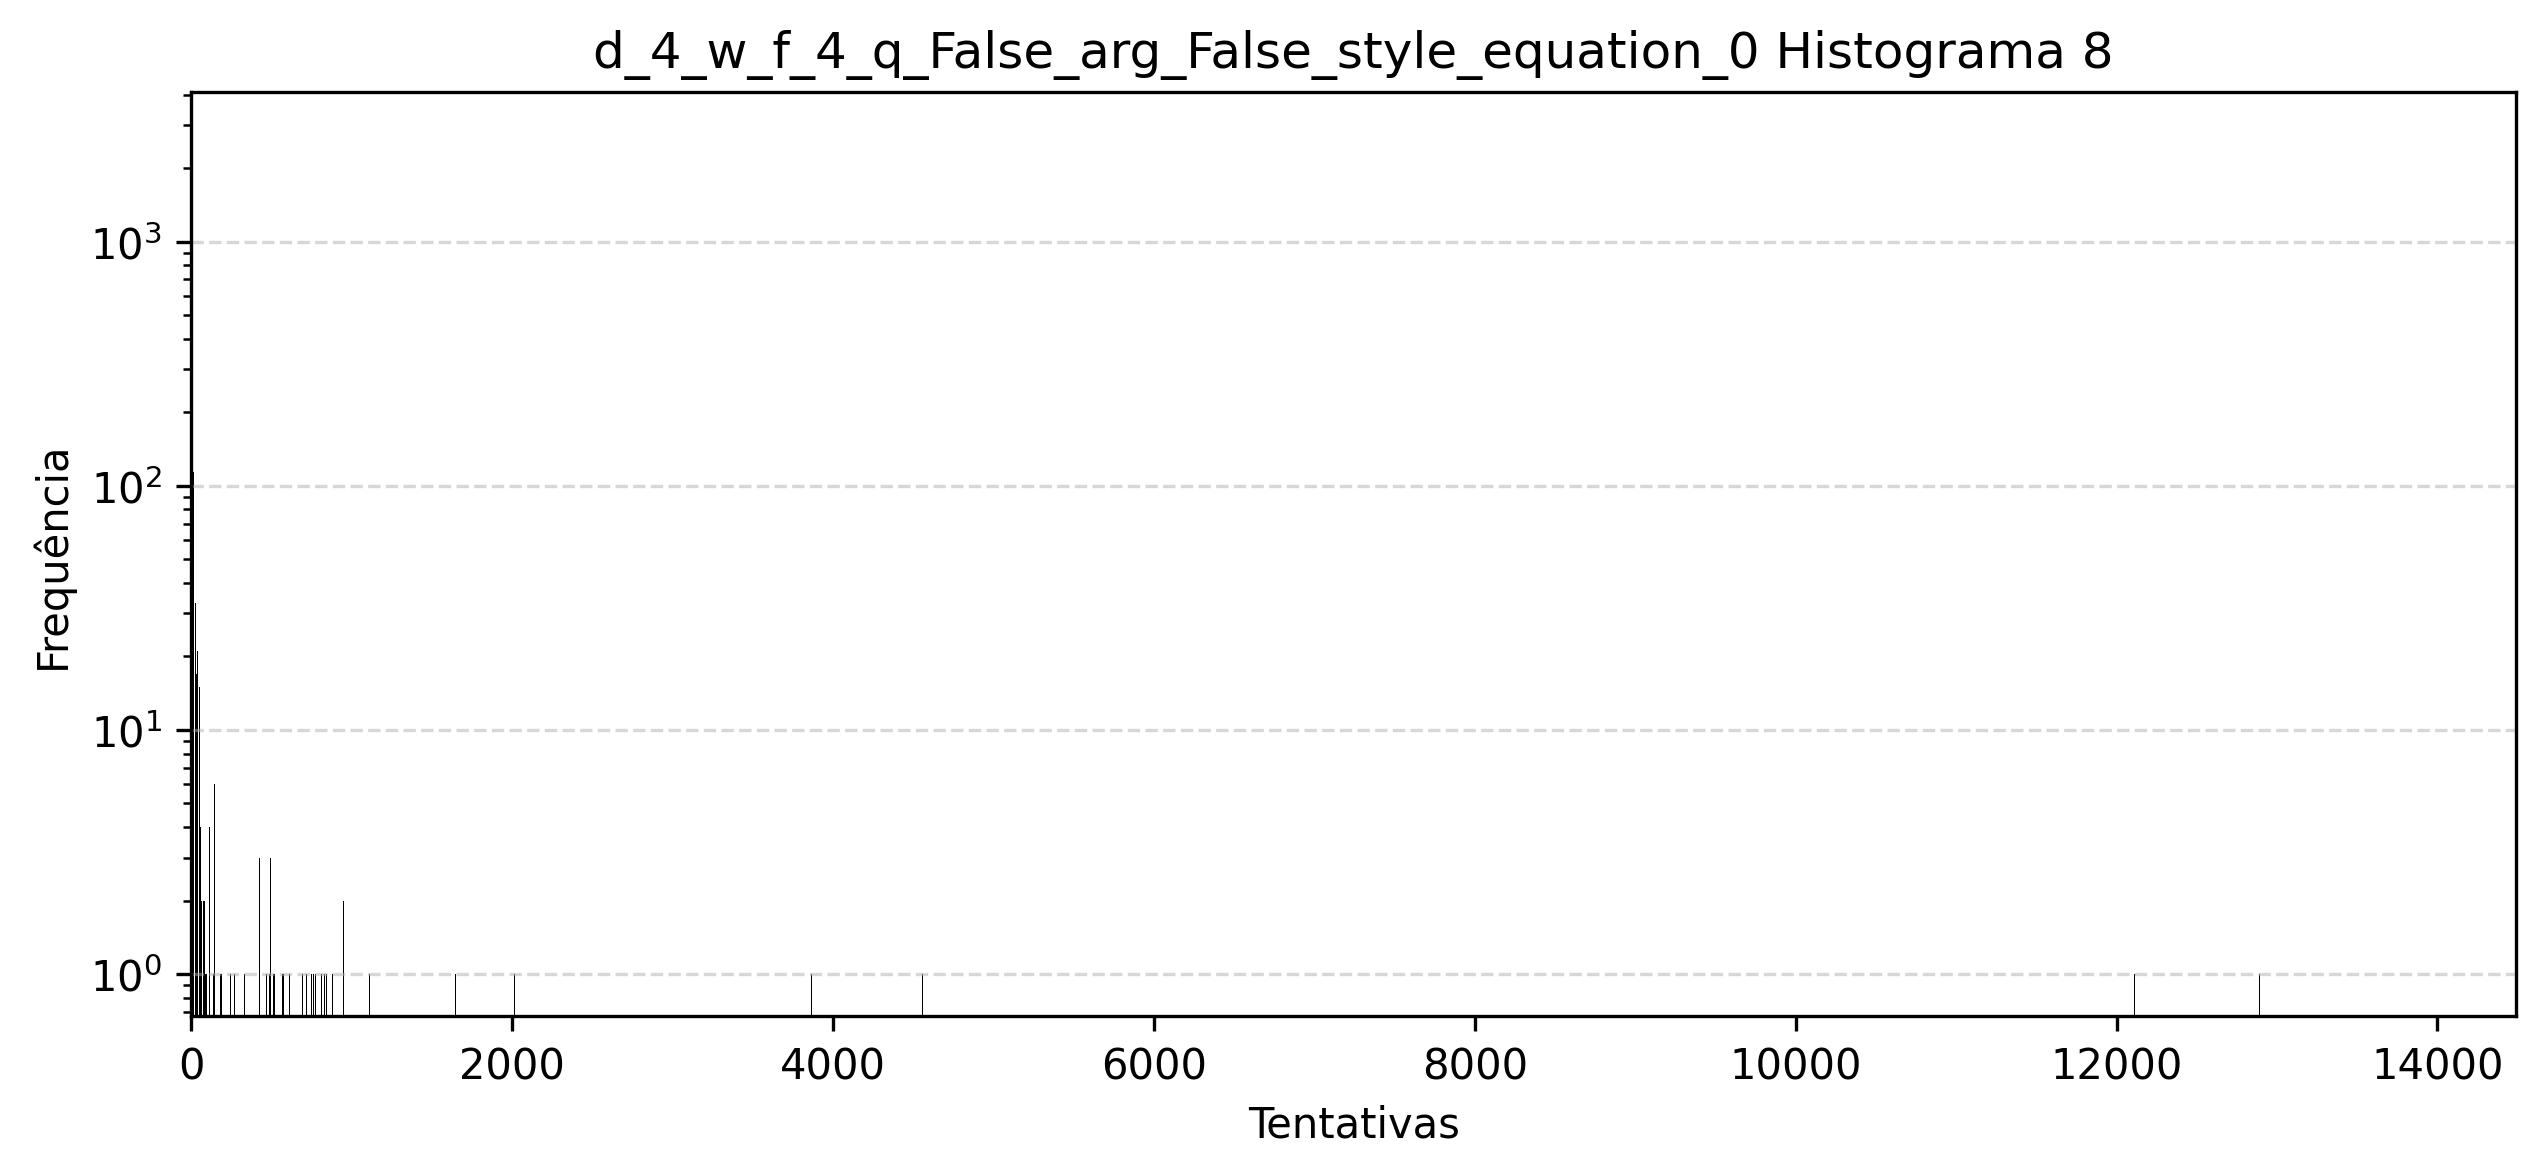 d_4_w_f_4_q_False_arg_False_style_equation_0 Histograma 8
Frequência
10³
10²
10¹
10⁰
0 2000 4000 6000 8000 10000 12000 14000
Tentativas